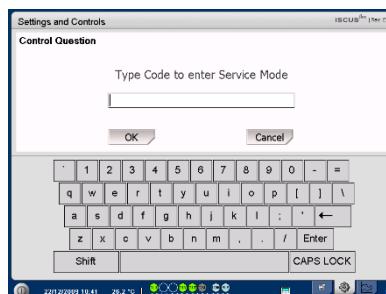 Settings and Controls
Control Question
Type Code to enter Service Mode
OK Cancel
` 1 2 3 4 5 6 7 8 9 0 - =
q w e r t y u i o p [ ] \
a s d f g h j k l ; ' ←
z x c v b n m , . / Enter
Shift CAPS LOCK
22/12/2009 10:41 26.2 °C